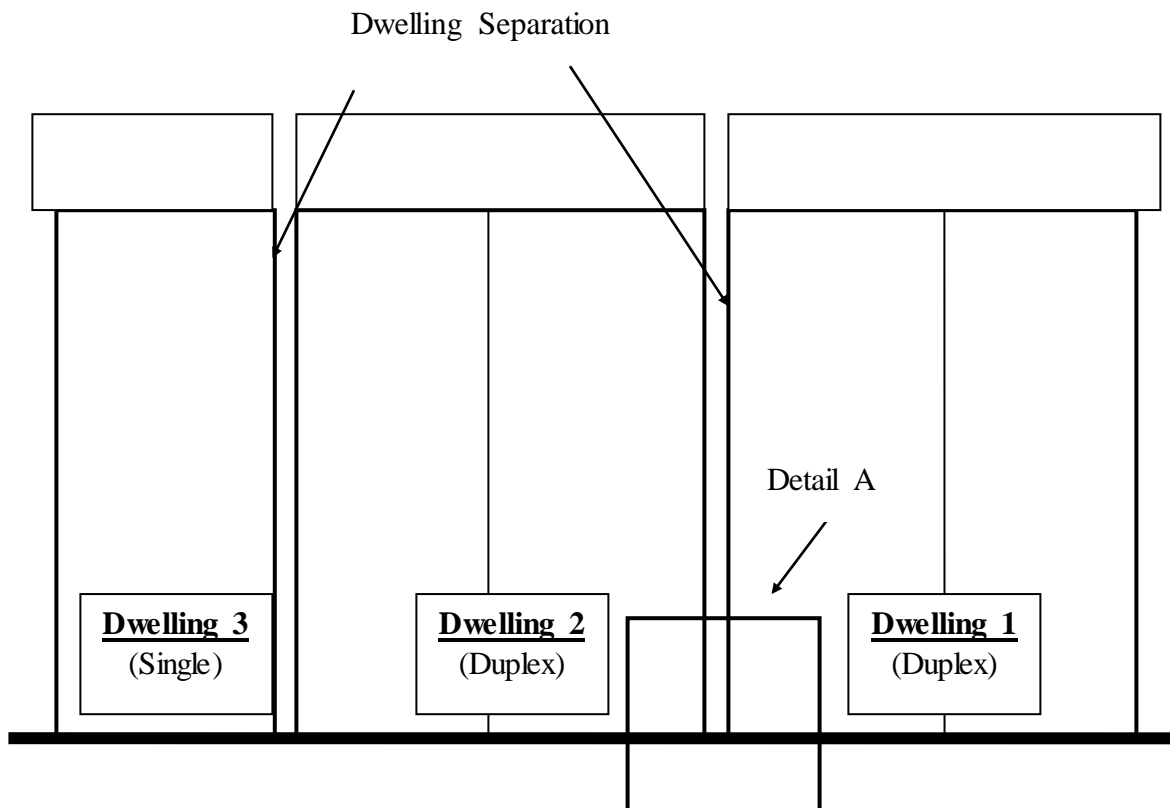 Dwelling Separation
Detail A
Dwelling 3
(Single)
Dwelling 2
(Duplex)
Dwelling 1
(Duplex)